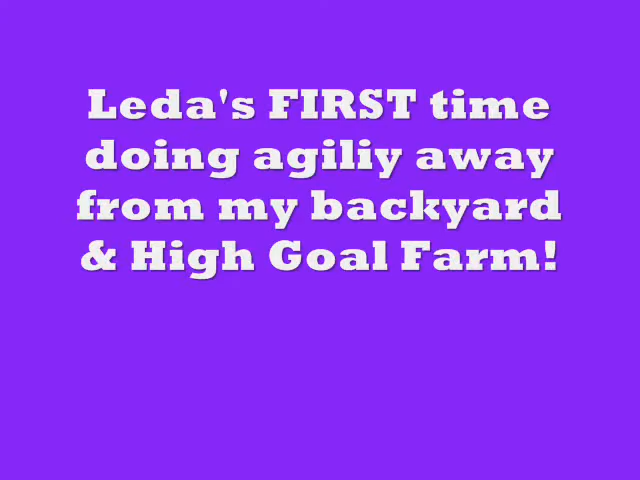 Leda's FIRST time
doing agiliy away
from my backyard
& High Goal Farm!